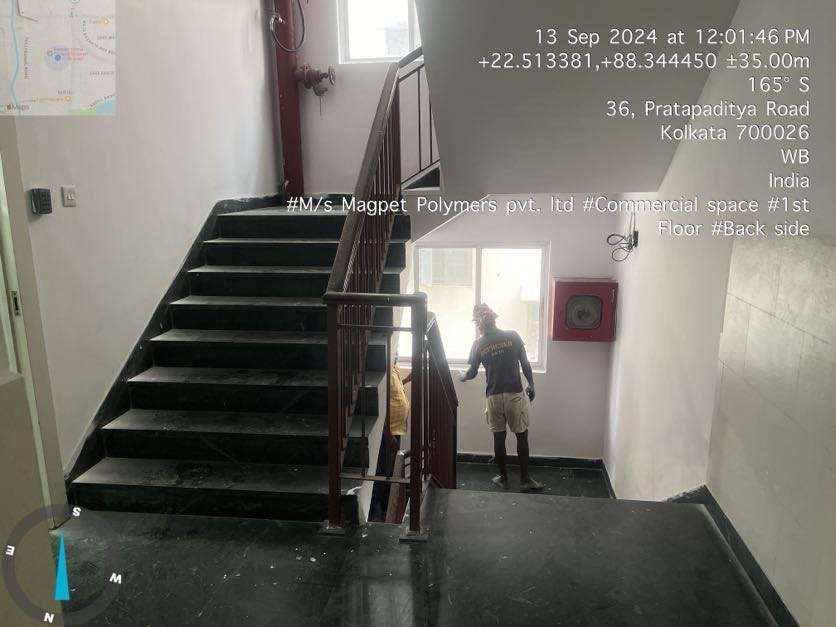 13 Sep 2024 at 12:01:46 PM
+22.513381,+88.344450 ±35.00m
165° S
36, Pratapaditya Road
Kolkata 700026
WB
India
#M/s Magpet Polymers pvt. ltd #Commercial space #1st
Floor #Back side
S
E
W
N